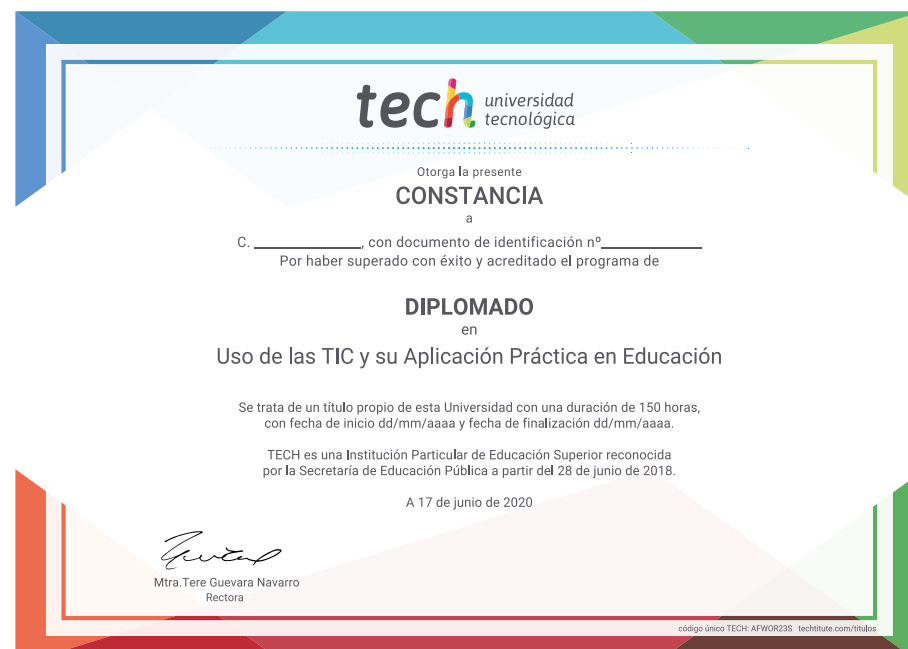 tech universidad
tecnológica
Otorga la presente
CONSTANCIA
a
C. ____________, con documento de identificación nº____________
Por haber superado con éxito y acreditado el programa de
DIPLOMADO
en
Uso de las TIC y su Aplicación Práctica en Educación
Se trata de un título propio de esta Universidad con una duración de 150 horas,
con fecha de inicio dd/mm/aaaa y fecha de finalización dd/mm/aaaa.
TECH es una Institución Particular de Educación Superior reconocida
por la Secretaría de Educación Pública a partir del 28 de junio de 2018.
A 17 de junio de 2020
Mtra.Tere Guevara Navarro
Rectora
código único TECH: AFWOR23S techtitute.com/titulos